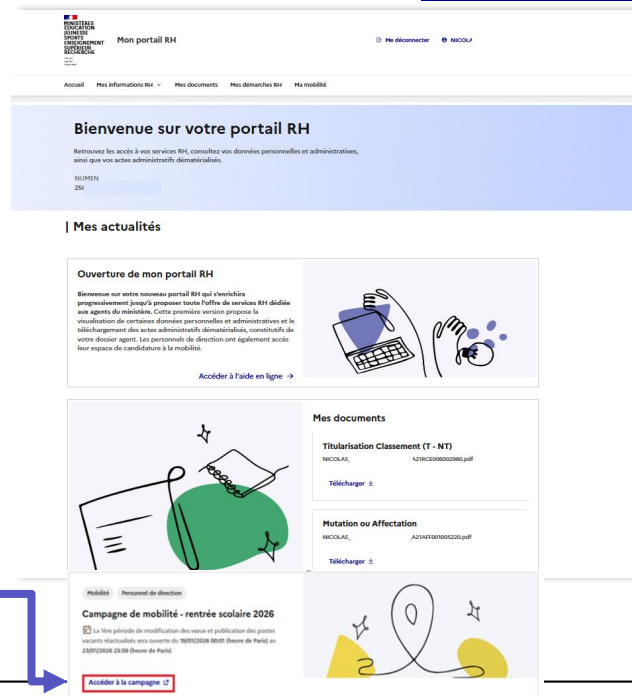 MINISTÈRES
ÉDUCATION
JEUNESSE
SPORTS
ENSEIGNEMENT
SUPÉRIEUR
RECHERCHE
Mon portail RH
Me déconnecter NICOLA
Accueil Mes informations RH Mes documents Mes démarches RH Ma mobilité
Bienvenue sur votre portail RH
Retrouvez les accès à vos services RH, consultez vos données personnelles et administratives,
ainsi que vos actes administratifs dématérialisés.
NUMEN
25
Mes actualités
Ouverture de mon portail RH
Bienvenue sur votre nouveau portail RH qui s'enrichira
progressivement jusqu'à proposer toute l'offre de services RH dédiée
aux agents du ministère. Cette première version propose la
visualisation de certaines données personnelles et administratives et le
téléchargement des actes administratifs dématérialisés, constitutifs de
votre dossier agent. Les personnels de direction ont également accès
leur espace de candidature à la mobilité.
Accéder à l'aide en ligne →
Mes documents
Titularisation Classement (T - NT)
NICOLAS_ A21RCE006002980.pdf
Télécharger
Mutation ou Affectation
NICOLAS_ A21AFF001005220.pdf
Télécharger
Mobilité Personnel de direction
Campagne de mobilité - rentrée scolaire 2026
La 1ère période de modification des vœux et publication des postes
vacants réactualisés sera ouverte du 19/01/2026 00:01 (heure de Paris) au
23/01/2026 23:59 (heure de Paris)
Accéder à la campagne